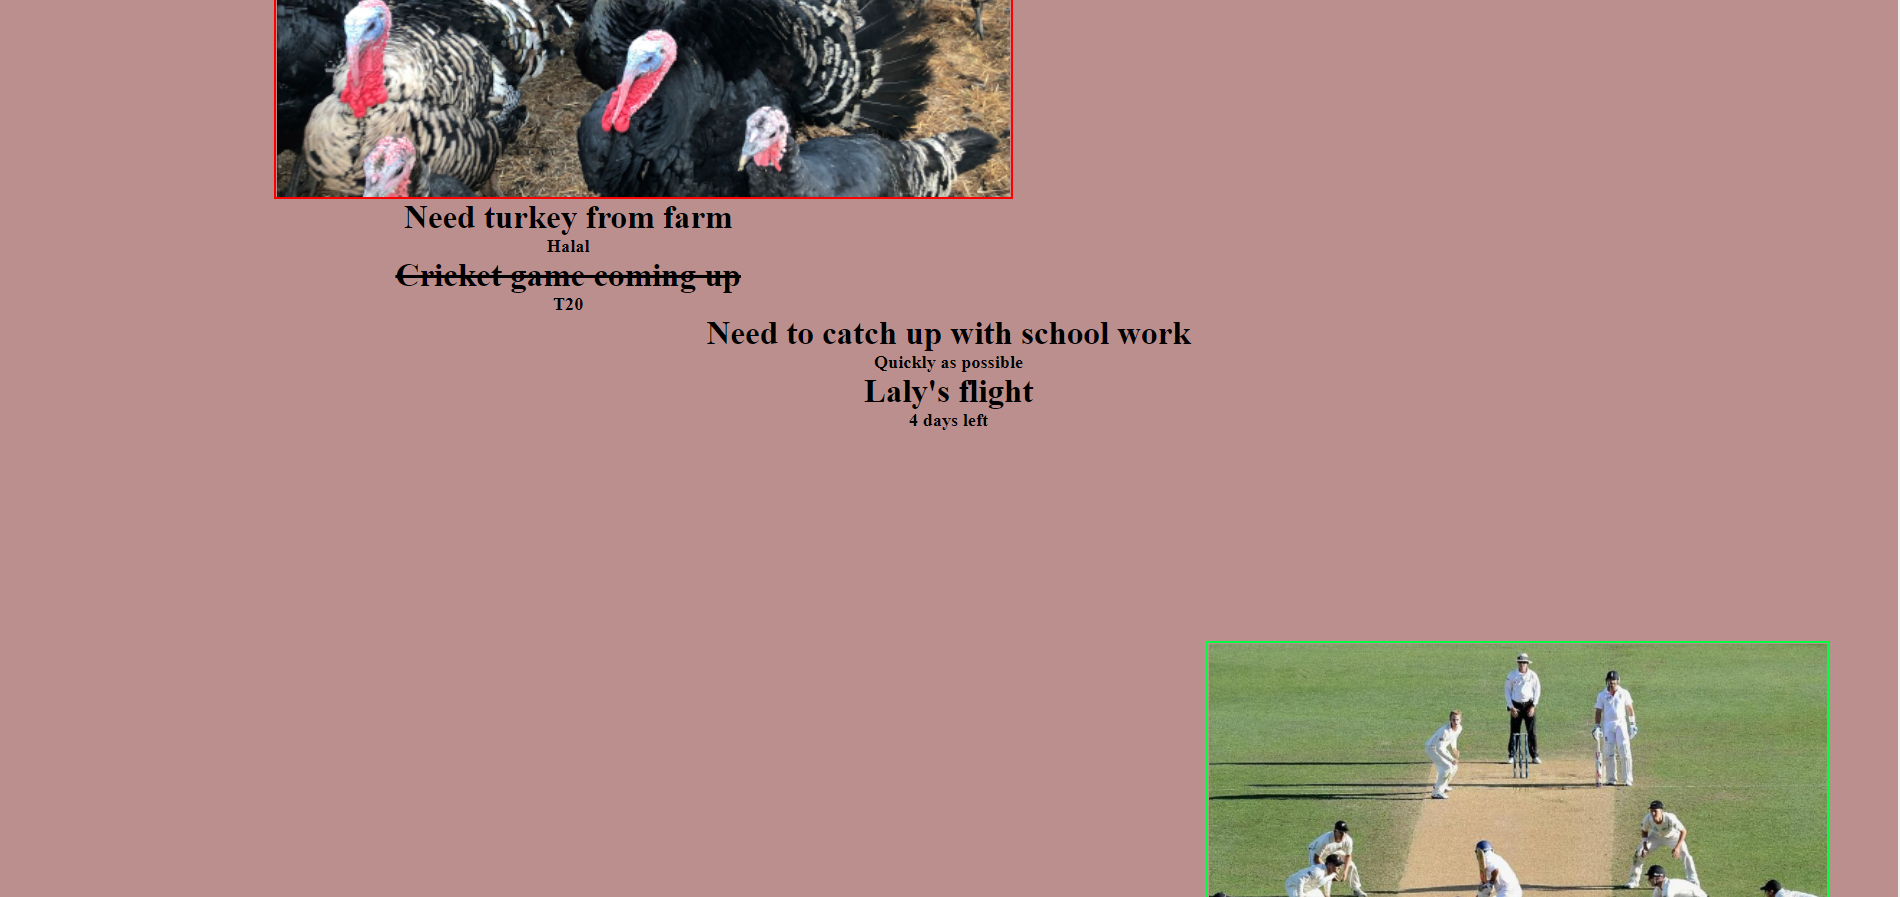 Need turkey from farm
Halal
Cricket game coming up
T20
Need to catch up with school work
Quickly as possible
Laly's flight
4 days left